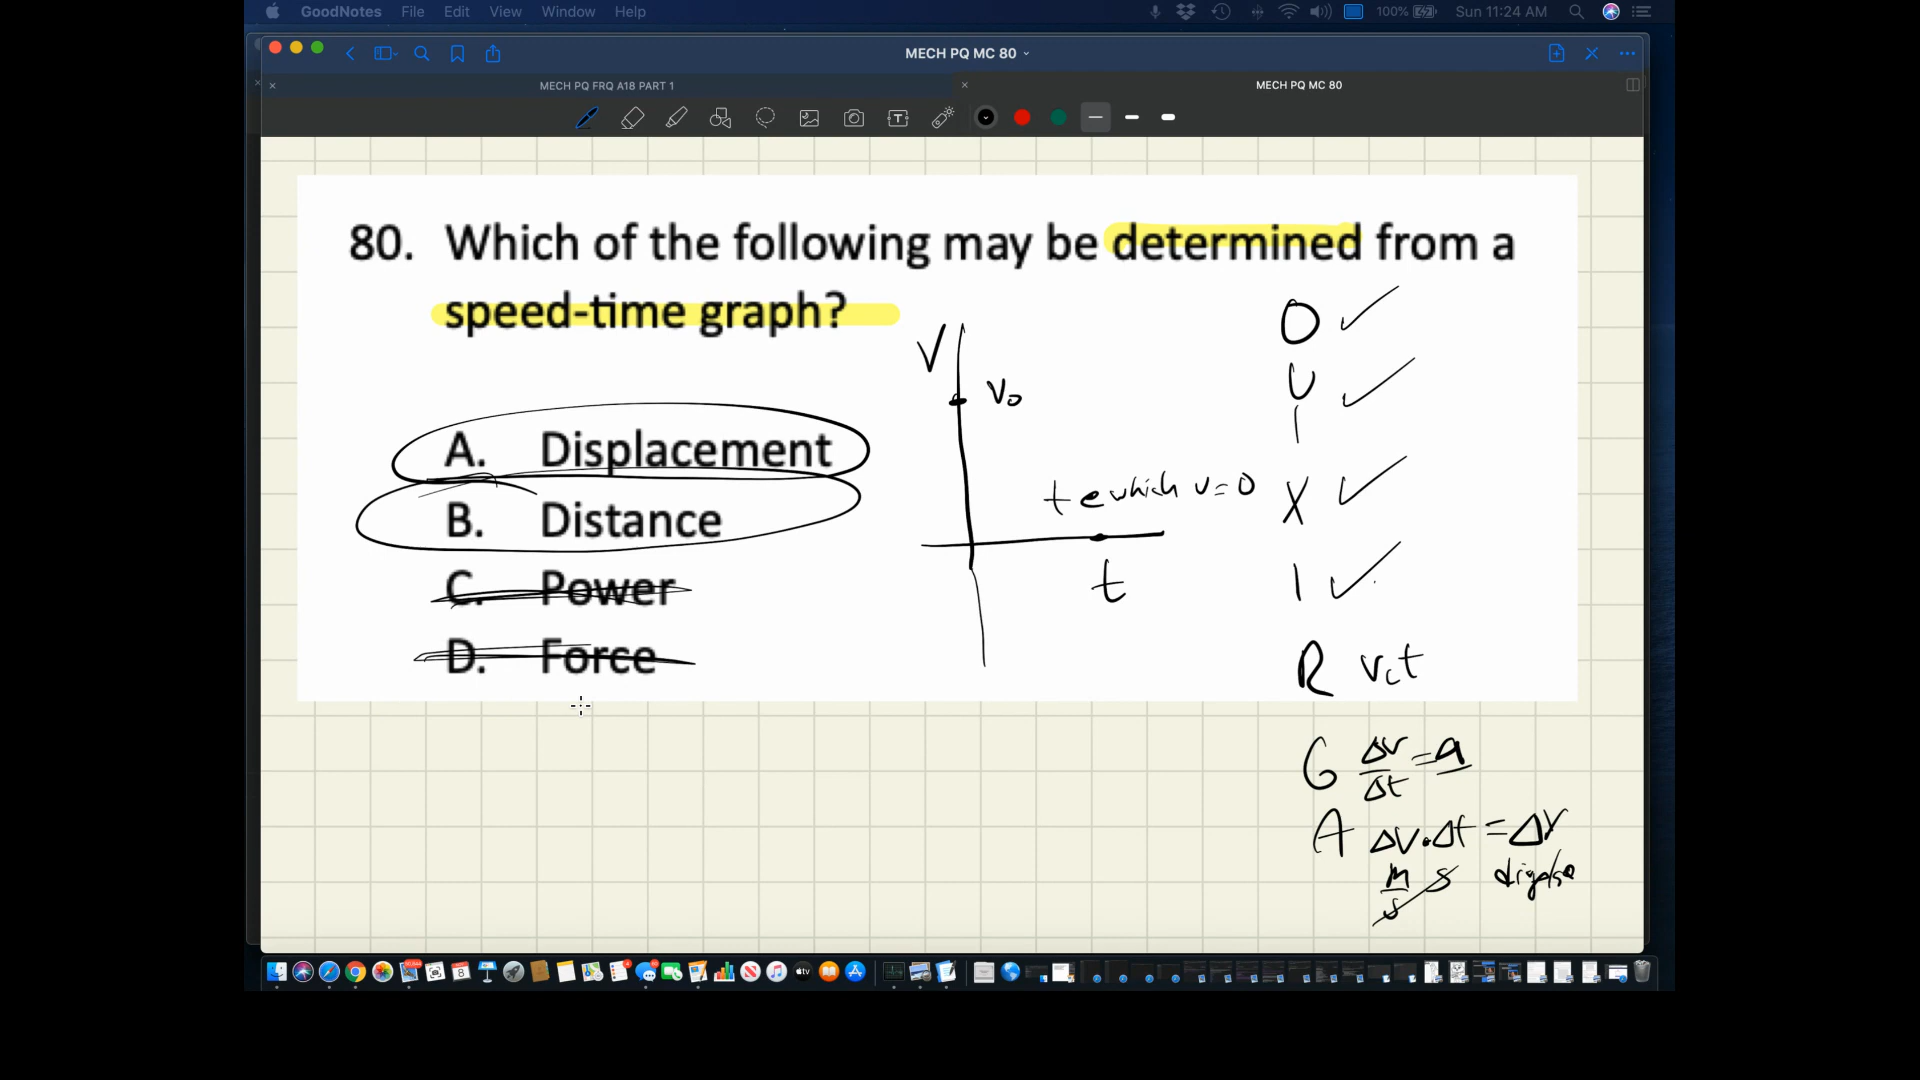 GoodNotes File Edit View Window Help
100% Sun 11:24 AM
MECH PQ MC 80
MECH PQ FRQ A18 PART 1
MECH PQ MC 80
80. Which of the following may be determined from a
speed-time graph?
A. Displacement
B. Distance
C. Power
D. Force
V
V₀
t @ which v = 0
t
O ✓
U ✓
|
X ✓
| ✓
R v, t
G Δv/Δt = a
A Δv·Δt =
m/s s